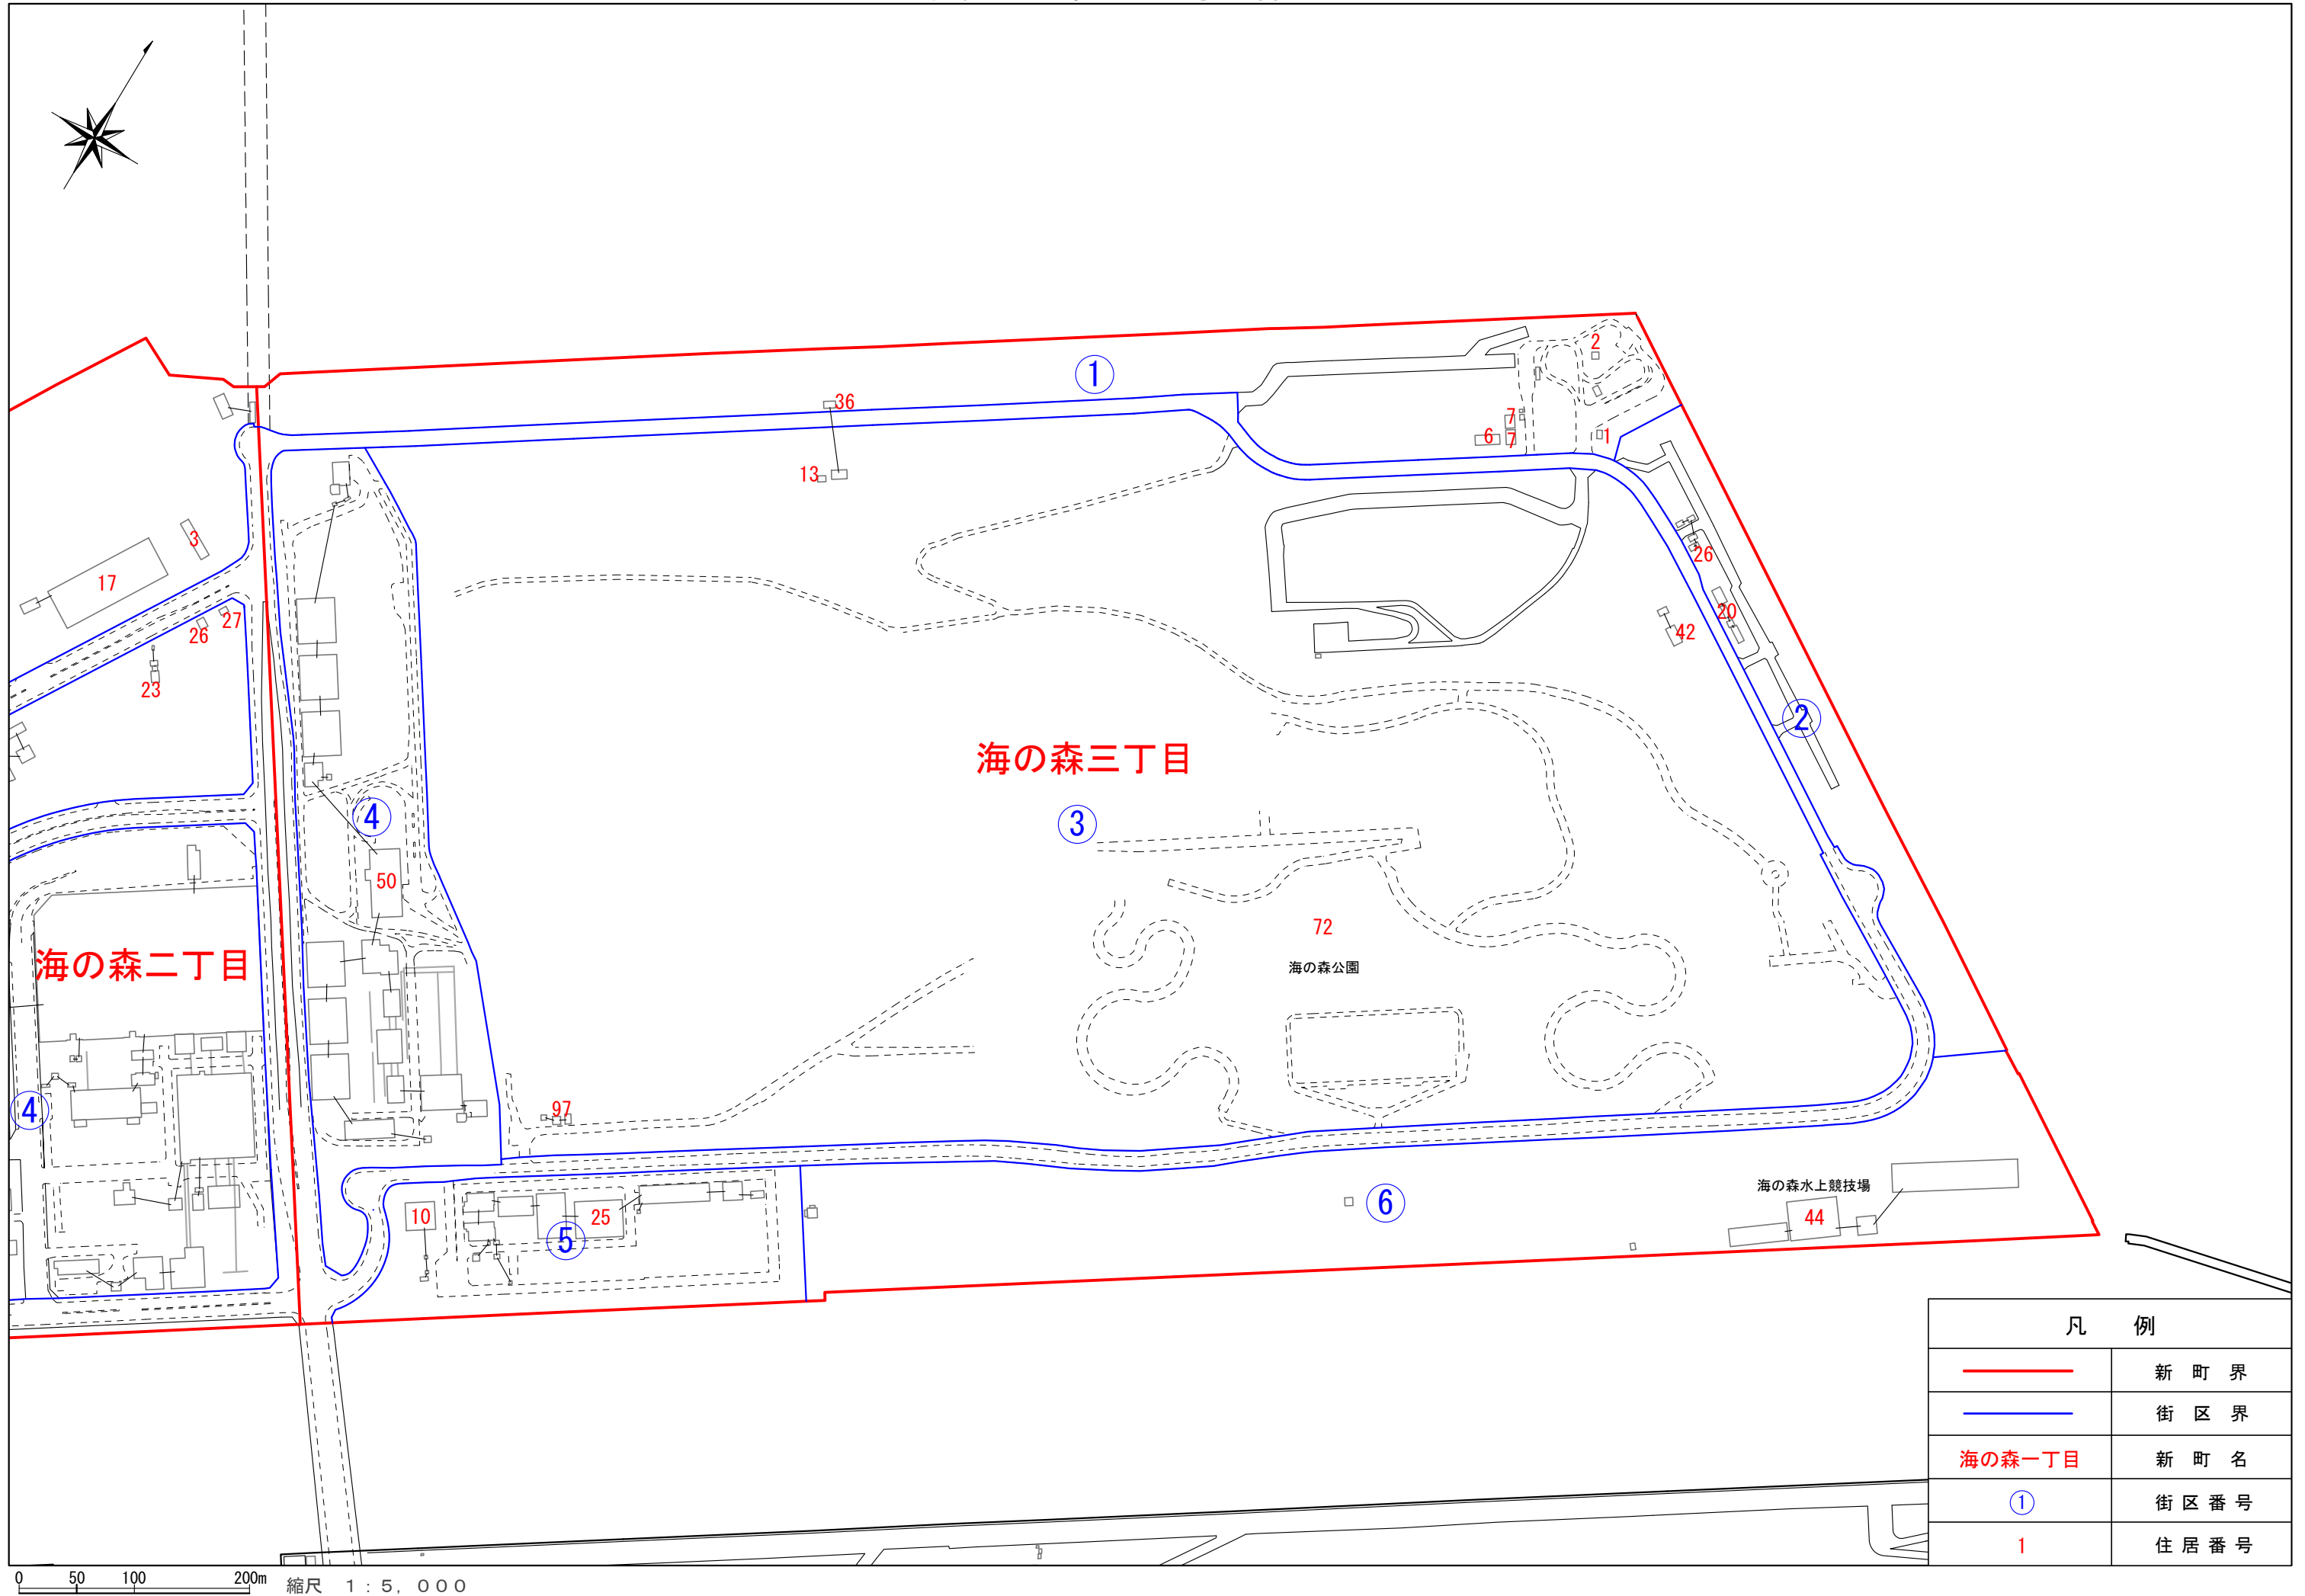 ①
2
36
7
6
7
1
13
3
26
17
20
27
42
26
23
②
海の森三丁目
④
③
50
72
海の森二丁目
海の森公園
④
97
海の森水上競技場
⑥
10
25
44
⑤
凡 例
新 町 界
街 区 界
海の森一丁目 新 町 名
① 街 区 番 号
1 住 居 番 号
0 50 100 200m 縮尺 1:5,000